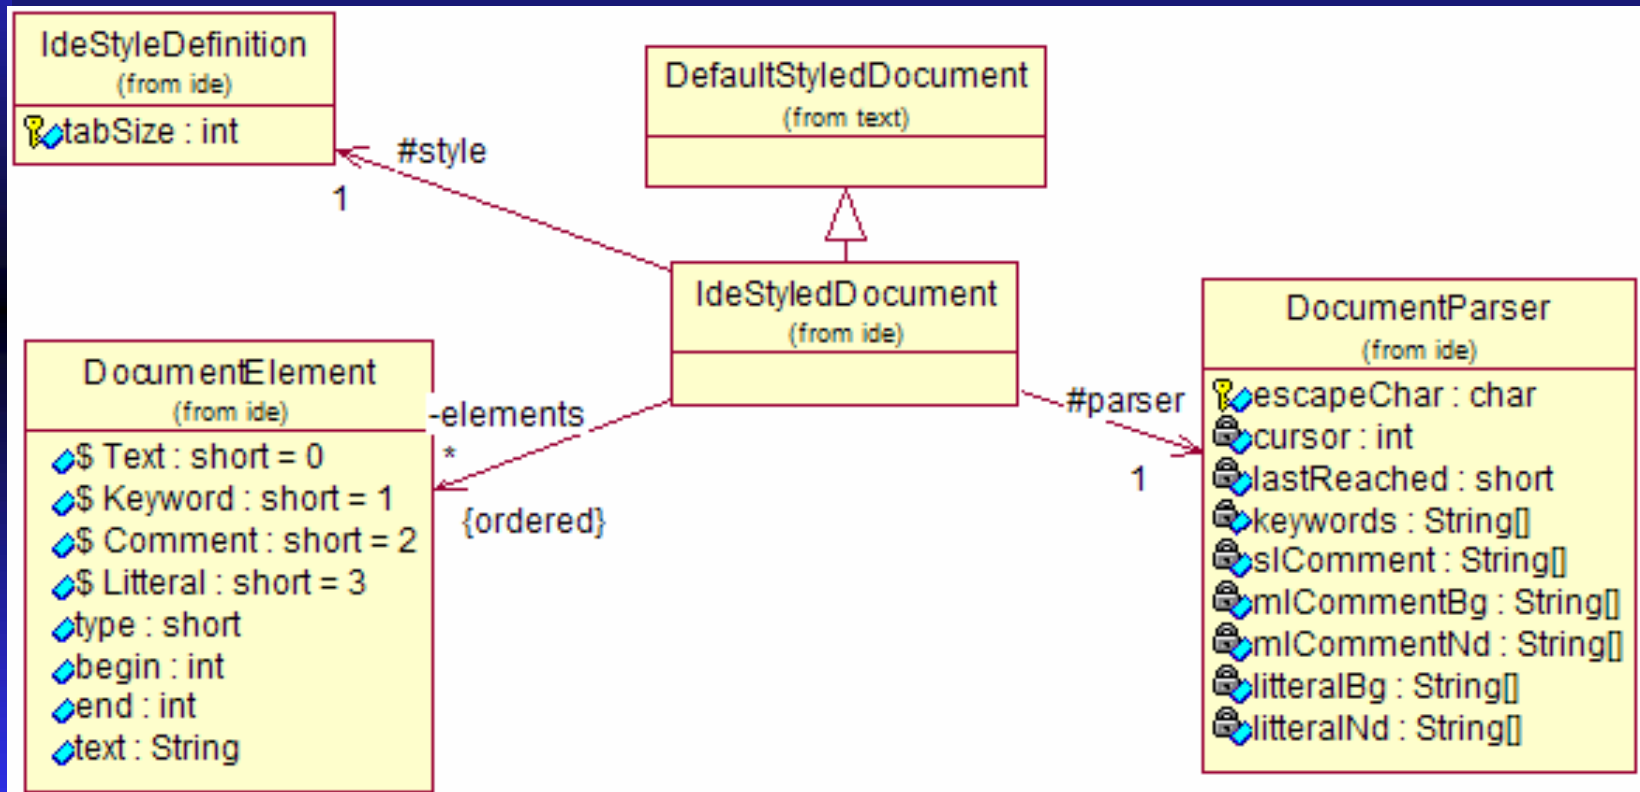 IdeStyleDefinition
(from ide)
tabSize : int
#style
1
DefaultStyledDocument
(from text)
IdeStyledDocument
(from ide)
DocumentElement
(from ide)
$ Text : short = 0
$ Keyword : short = 1
$ Comment : short = 2
$ Litteral : short = 3
type : short
begin : int
end : int
text : String
-elements
*
{ordered}
#parser
1
DocumentParser
(from ide)
escapeChar : char
cursor : int
lastReached : short
keywords : String[]
slComment : String[]
mlCommentBg : String[]
mlCommentNd : String[]
litteralBg : String[]
litteralNd : String[]